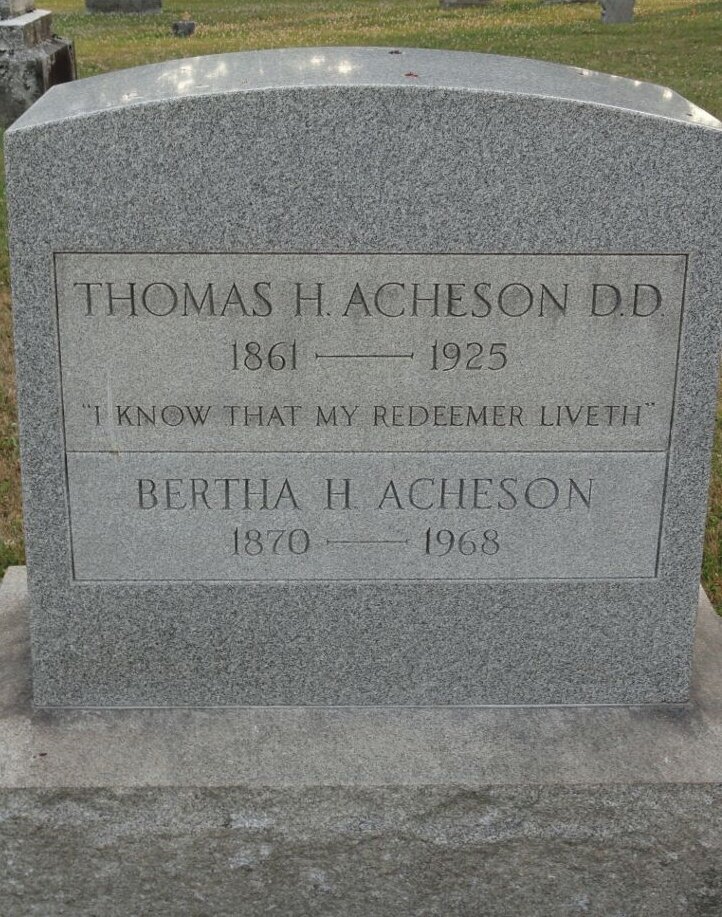 THOMAS H. ACHESON D.D.
1861 — 1925
"I KNOW THAT MY REDEEMER LIVETH"
BERTHA H. ACHESON
1870 — 1968